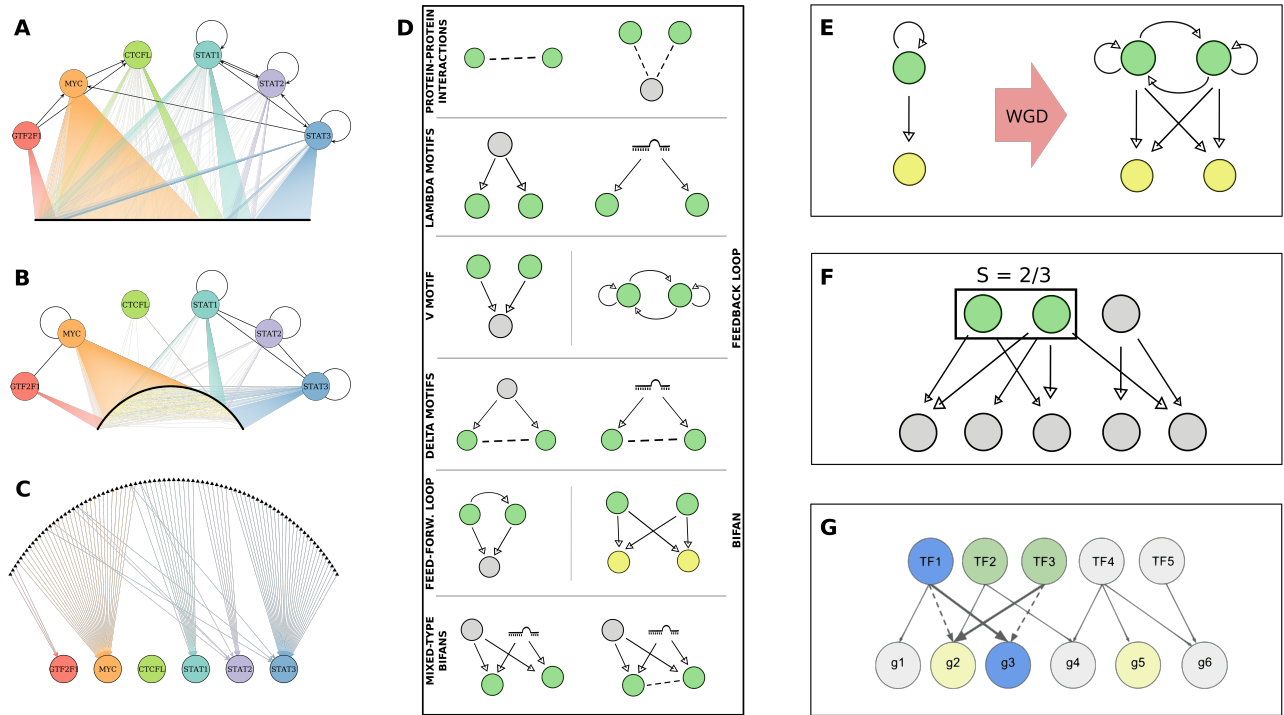 A
CTCFL
STAT1
MYC
STAT2
GTF2F1
STAT3
B
CTCFL
STAT1
MYC
STAT2
GTF2F1
STAT3
C
GTF2F1
MYC
CTCFL
STAT1
STAT2
STAT3
D
PROTEIN-PROTEIN
INTERACTIONS
LAMBDA MOTIFS
V MOTIF
FEEDBACK LOOP
DELTA MOTIFS
FEED-FORW. LOOP
BIFAN
MIXED-TYPE
BIFANS
E
WGD
F
S = 2/3
G
TF1
TF2
TF3
TF4
TF5
g1
g2
g3
g4
g5
g6